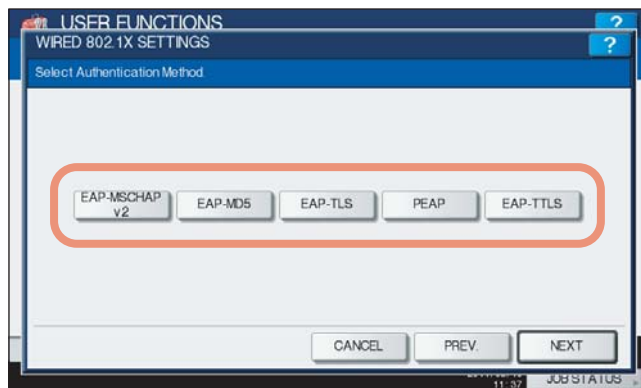 USER FUNCTIONS
?
WIRED 802.1X SETTINGS
?
Select Authentication Method.
EAP-MSCHAP
v2
EAP-MD5
EAP-TLS
PEAP
EAP-TTLS
CANCEL
PREV.
NEXT
11:37
JOB STATUS